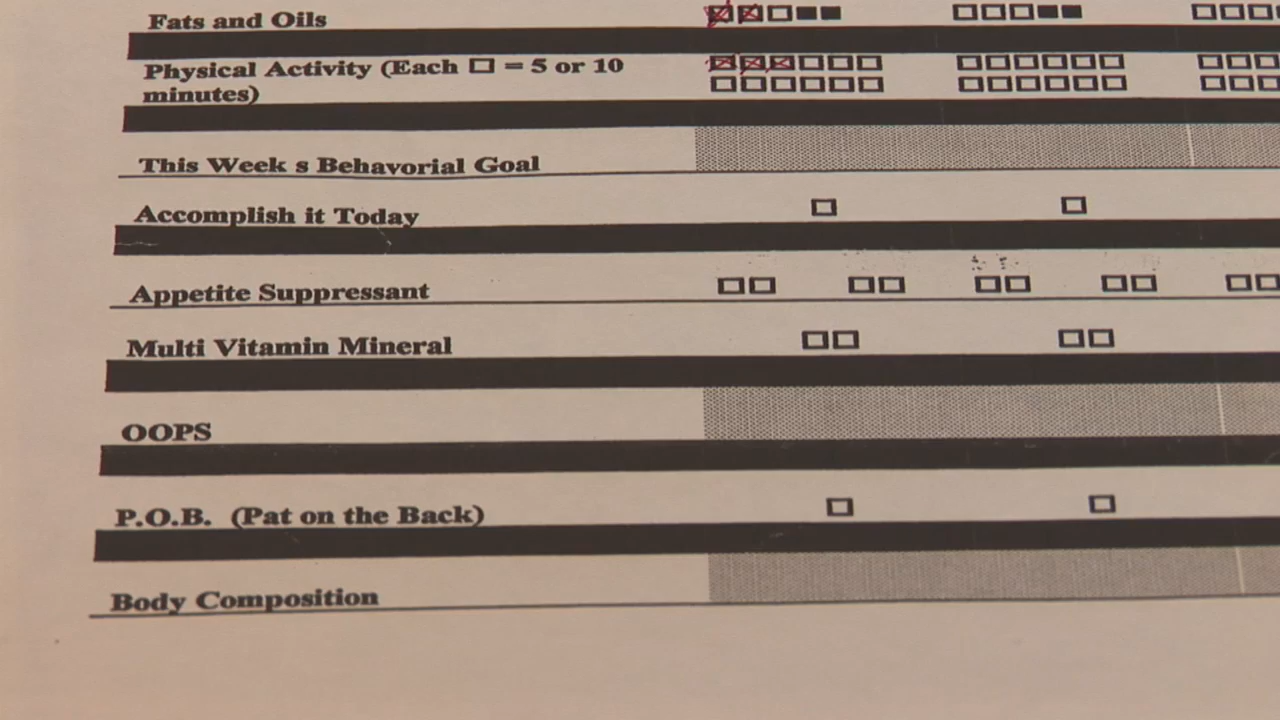 Fats and Oils
Physical Activity (Each □ = 5 or 10
minutes)
This Week s Behavorial Goal
Accomplish it Today
Appetite Suppressant
Multi Vitamin Mineral
OOPS
P.O.B. (Pat on the Back)
Body Composition